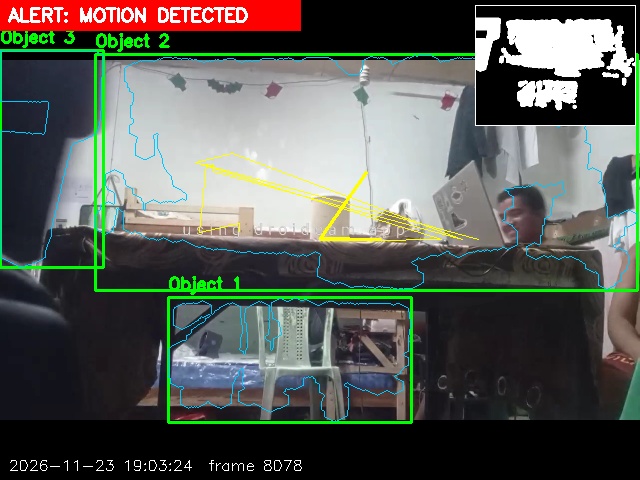 ALERT: MOTION DETECTED
Object 3
Object 2
Object 1
2026-11-23 19:03:24 frame 8078